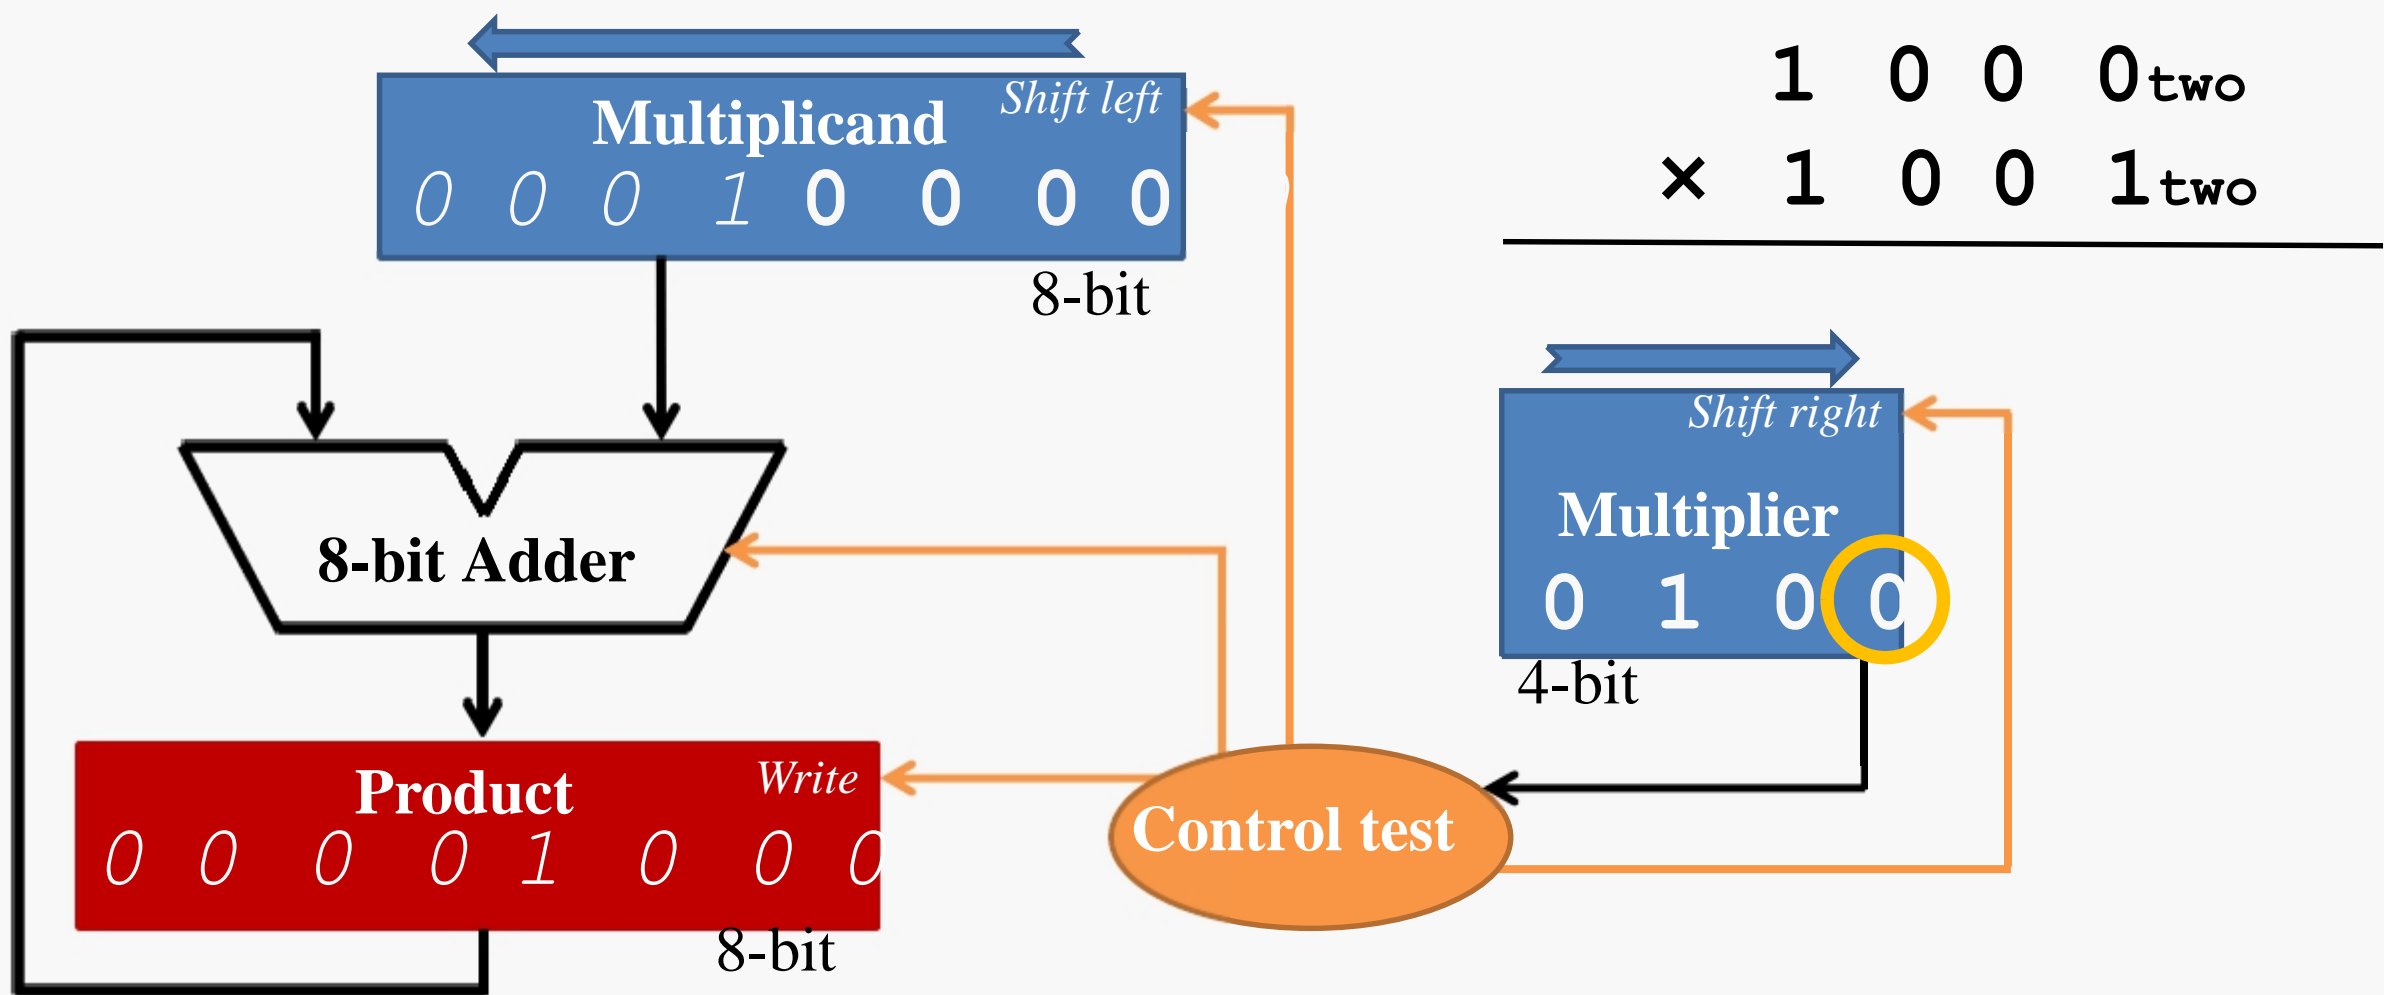 Shift left
Multiplicand
0 0 0 1 0 0 0 0
8-bit
1 0 0 0two
× 1 0 0 1two
Shift right
Multiplier
0 1 0 0
4-bit
8-bit Adder
Write
Product
0 0 0 0 1 0 0 0
8-bit
Control test